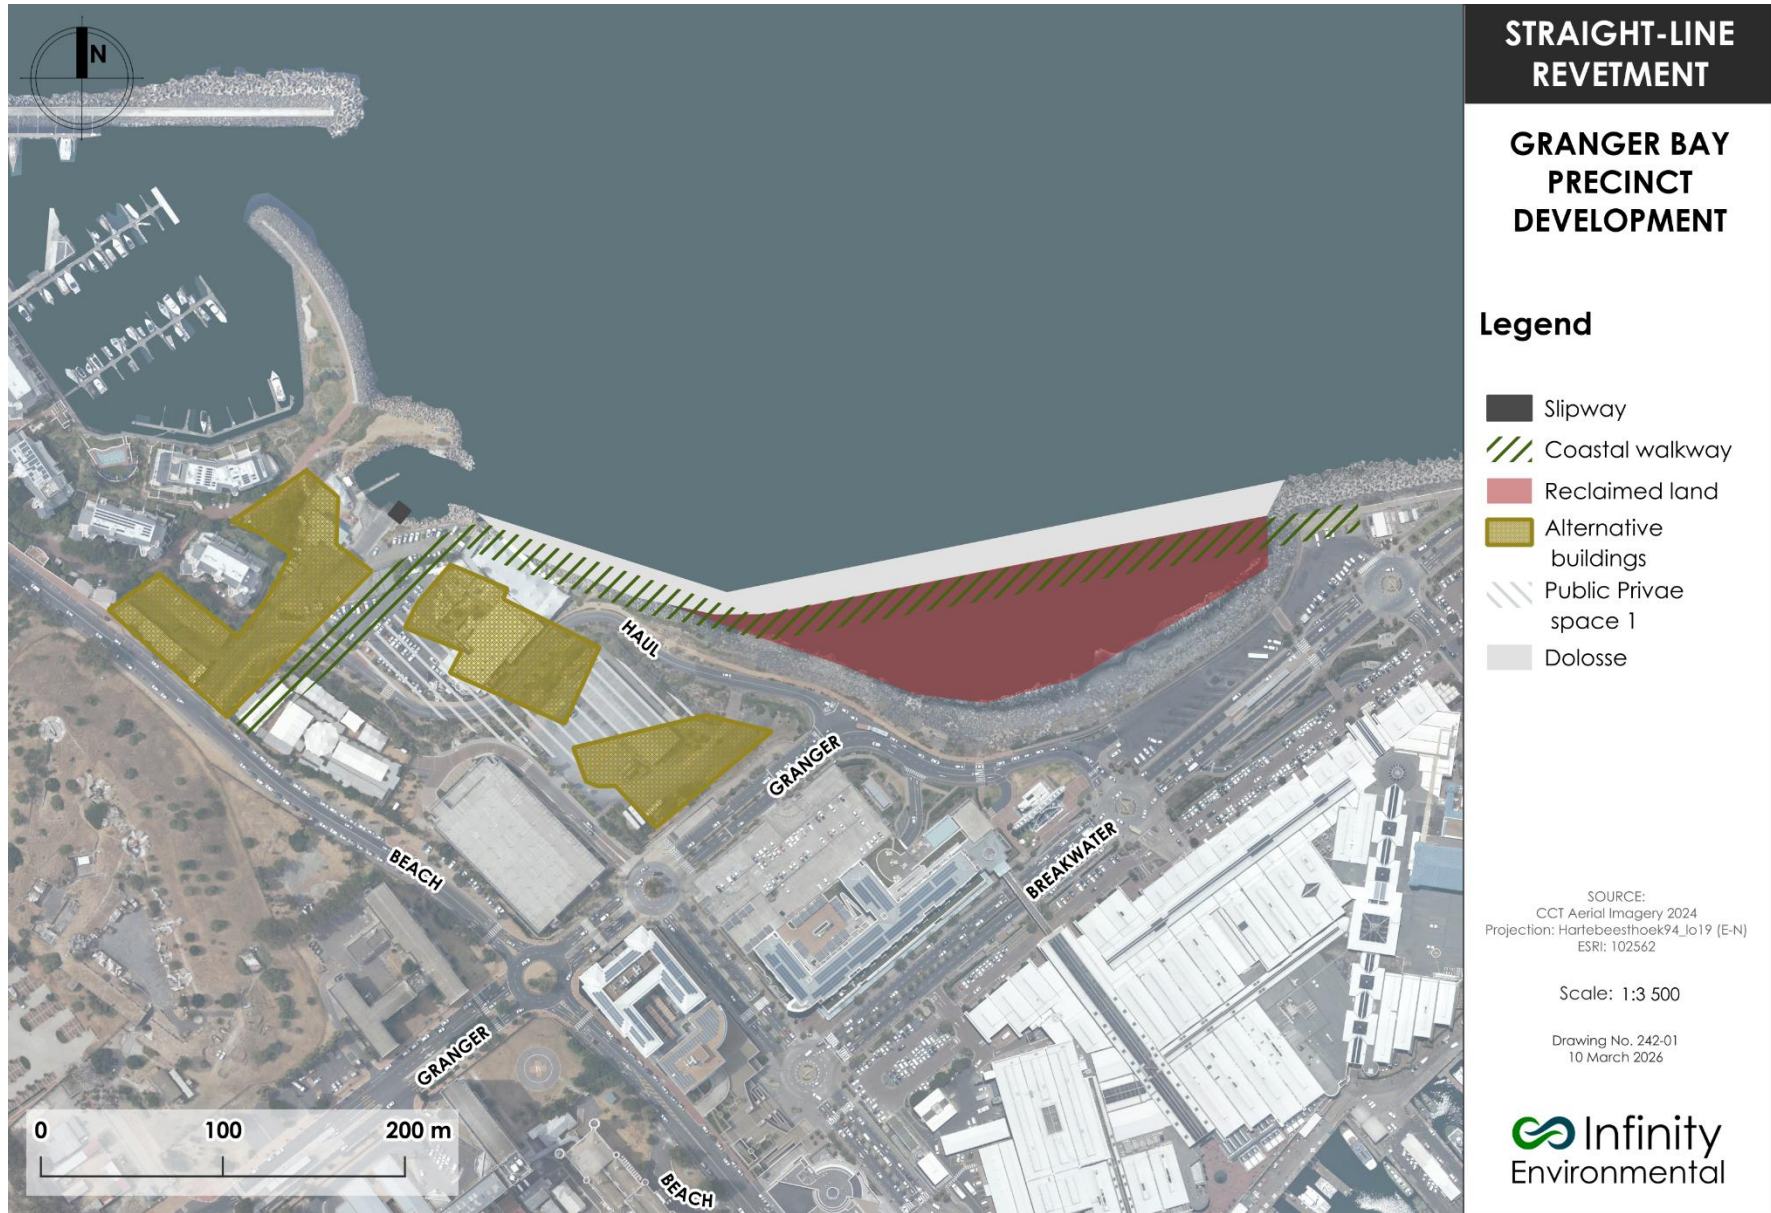 N
STRAIGHT-LINE
REVETMENT
GRANGER BAY
PRECINCT
DEVELOPMENT
Legend
Slipway
Coastal walkway
Reclaimed land
Alternative
buildings
Public Privae
space 1
Dolosse
HAUL
GRANGER
BEACH
BREAKWATER
GRANGER
BEACH
0 100 200 m
SOURCE:
CCT Aerial Imagery 2024
Projection: Hartebeesthoek94_lo19 (E-N)
ESRI: 102562
Scale: 1:3 500
Drawing No. 242-01
10 March 2026
Infinity
Environmental